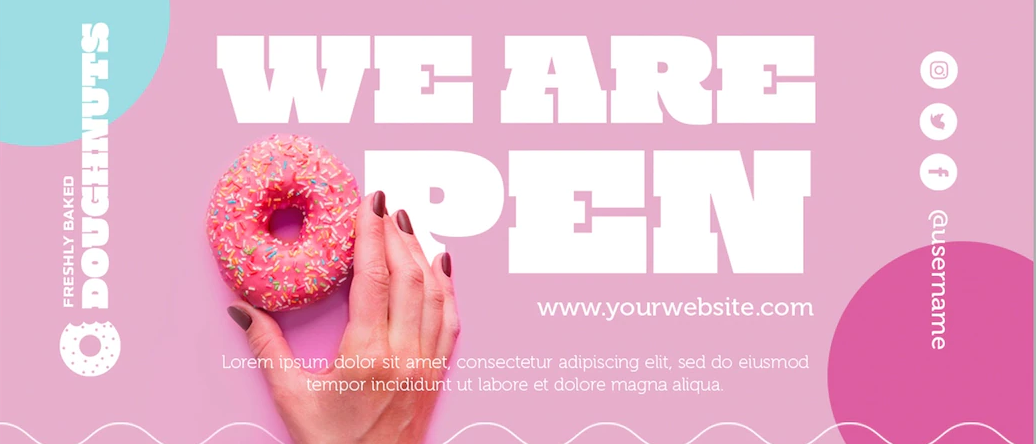 FRESHLY BAKED
DOUGHNUTS
WE ARE
PEN
www.yourwebsite.com
Lorem ipsum dolor sit amet, consectetur adipiscing elit, sed do eiusmod
tempor incididunt ut labore et dolore magna aliqua.
@username